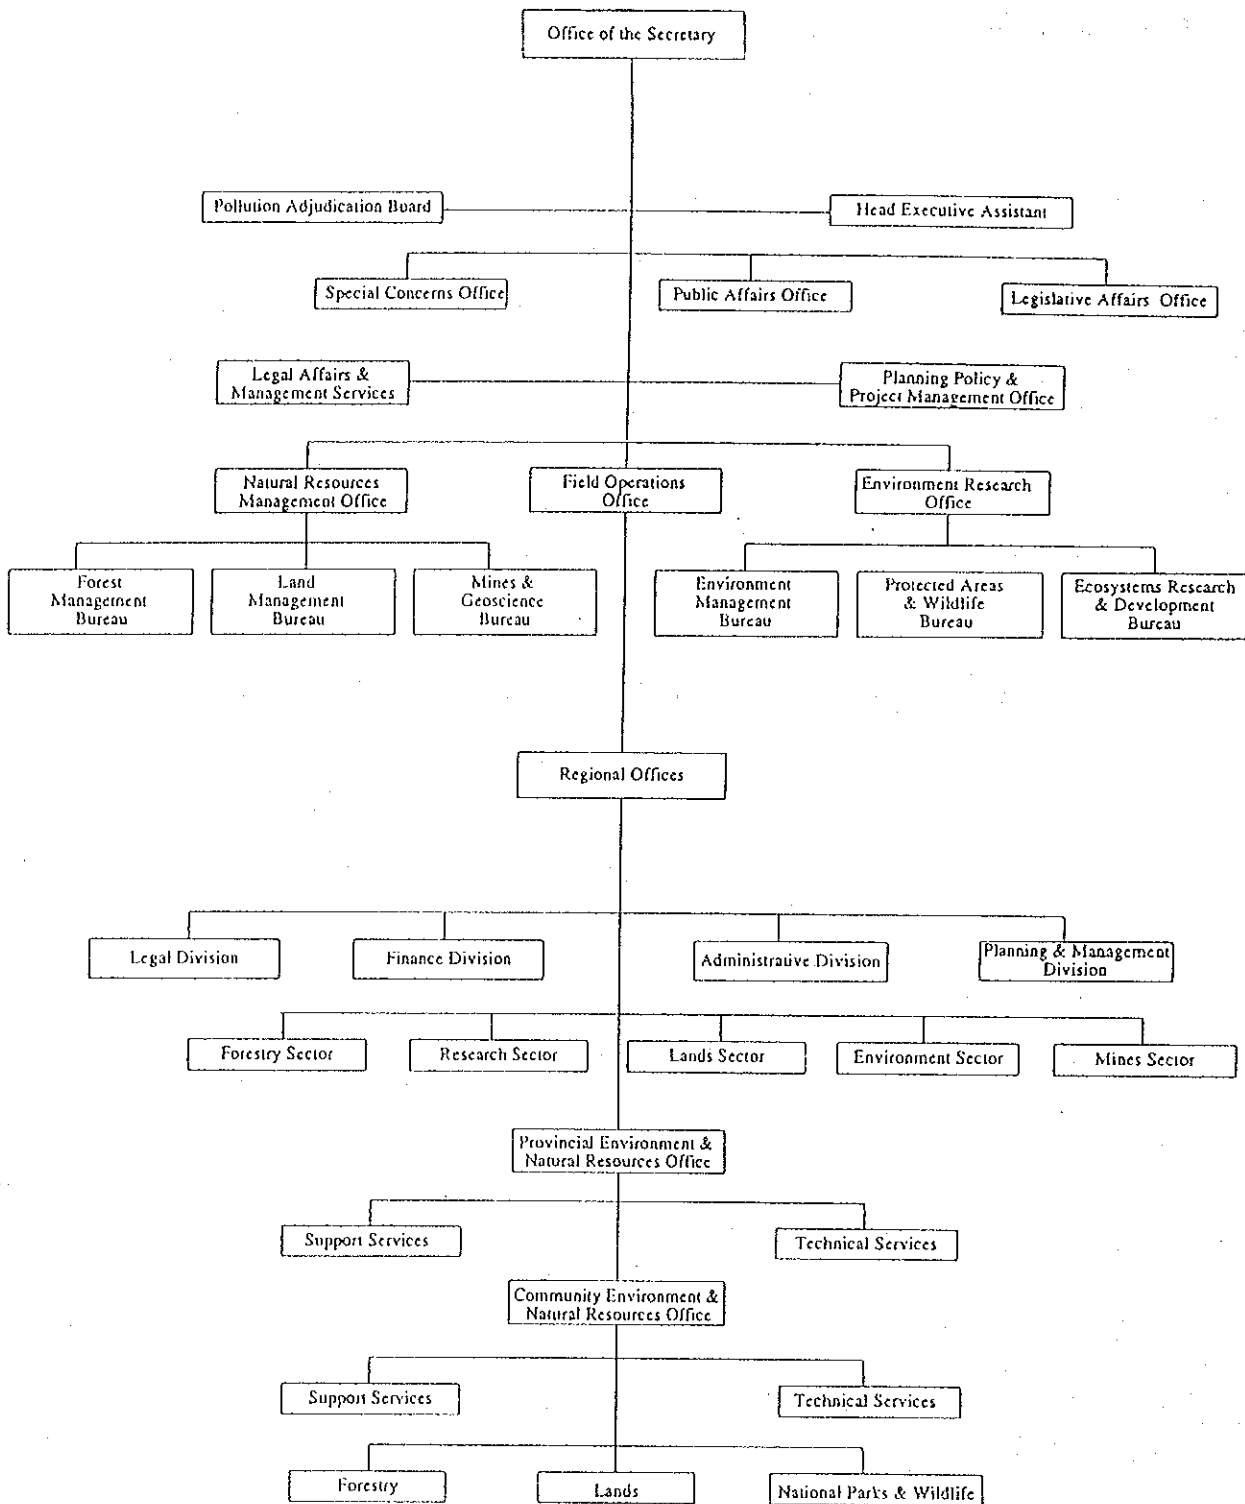 Office of the Secretary
Pollution Adjudication Board
Head Executive Assistant
Special Concerns Office
Public Affairs Office
Legislative Affairs Office
Legal Affairs &
Management Services
Planning Policy &
Project Management Office
Natural Resources
Management Office
Field Operations
Office
Environment Research
Office
Forest
Management
Bureau
Land
Management
Bureau
Mines &
Geoscience
Bureau
Environment
Management
Bureau
Protected Areas
& Wildlife
Bureau
Ecosystems Research
& Development
Bureau
Regional Offices
Legal Division
Finance Division
Administrative Division
Planning & Management
Division
Forestry Sector
Research Sector
Lands Sector
Environment Sector
Mines Sector
Provincial Environment &
Natural Resources Office
Support Services
Technical Services
Community Environment &
Natural Resources Office
Support Services
Technical Services
Forestry
Lands
National Parks & Wildlife